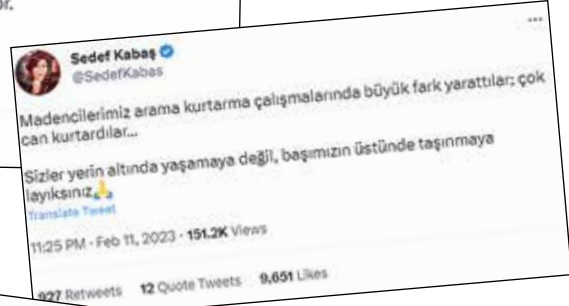 or.
Sedef Kabaş
@SedefKabas
Madencilerimiz arama kurtarma çalışmalarında büyük fark yarattılar; çok
can kurtardılar...
Sizler yerin altında yaşamaya değil, başımızın üstünde taşınmaya
layıksınız🙏
Translate Tweet
11:25 PM · Feb 11, 2023 · 151.2K Views
927 Retweets 12 Quote Tweets 9,651 Likes